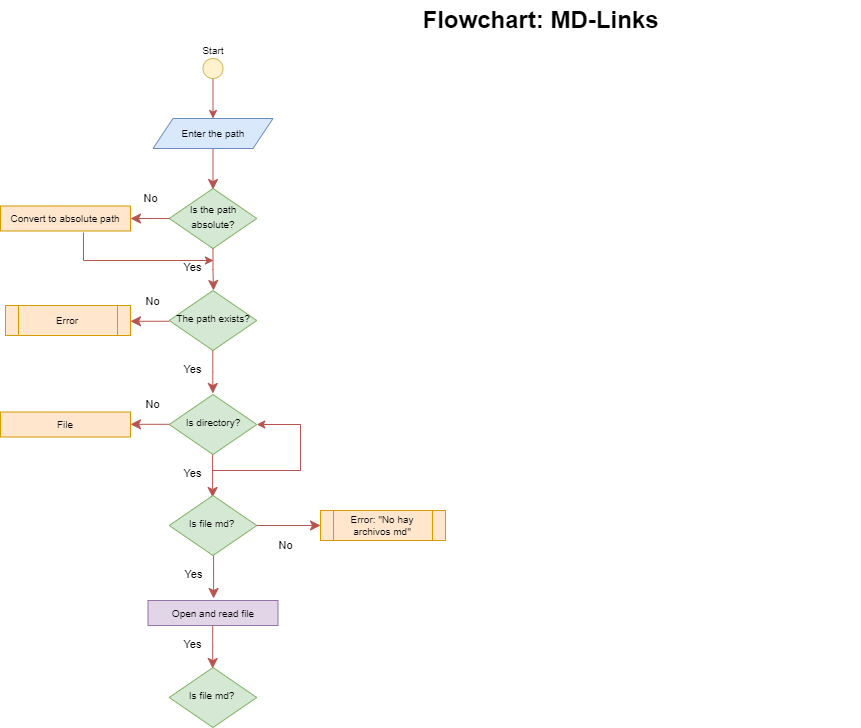 Flowchart: MD-Links
Start
Enter the path
No
Is the path
absolute?
Convert to absolute path
Yes
No
The path exists?
Error
Yes
No
Is directory?
File
Yes
Is file md?
Error: "No hay
archivos md"
No
Yes
Open and read file
Yes
Is file md?